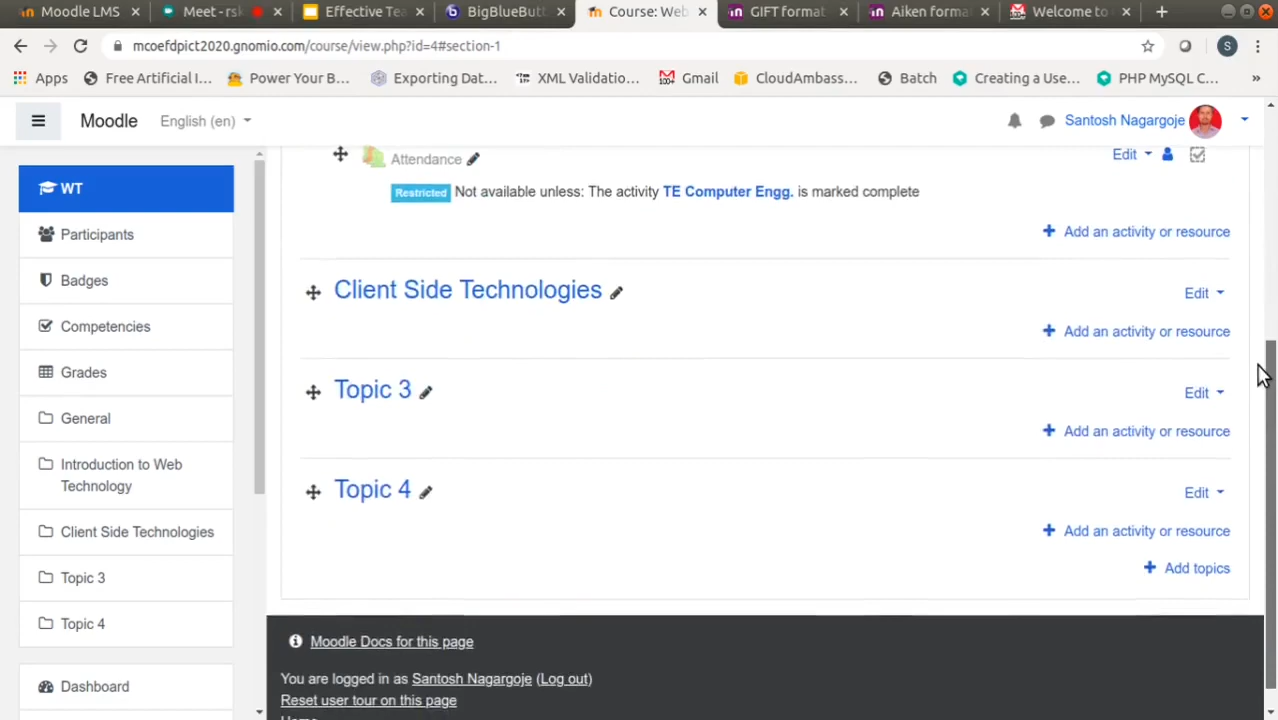 Moodle LMS
Meet - rsk
Effective Tea
BigBlueButt
Course: Web
GIFT format
Aiken forma
Welcome to
mcoefdpict2020.gnomio.com/course/view.php?id=4#section-1
S
Apps
Free Artificial I...
Power Your B...
Exporting Dat...
XML Validatio...
Gmail
CloudAmbass...
Batch
Creating a Use...
PHP MySQL C...
»
Moodle
English (en)
Santosh Nagargoje
WT
Participants
Badges
Competencies
Grades
General
Introduction to Web
Technology
Client Side Technologies
Topic 3
Topic 4
Dashboard
Attendance
Edit
Restricted Not available unless: The activity TE Computer Engg. is marked complete
Add an activity or resource
Client Side Technologies
Edit
Add an activity or resource
Topic 3
Edit
Add an activity or resource
Topic 4
Edit
Add an activity or resource
Add topics
Moodle Docs for this page
You are logged in as Santosh Nagargoje (Log out)
Reset user tour on this page
Home